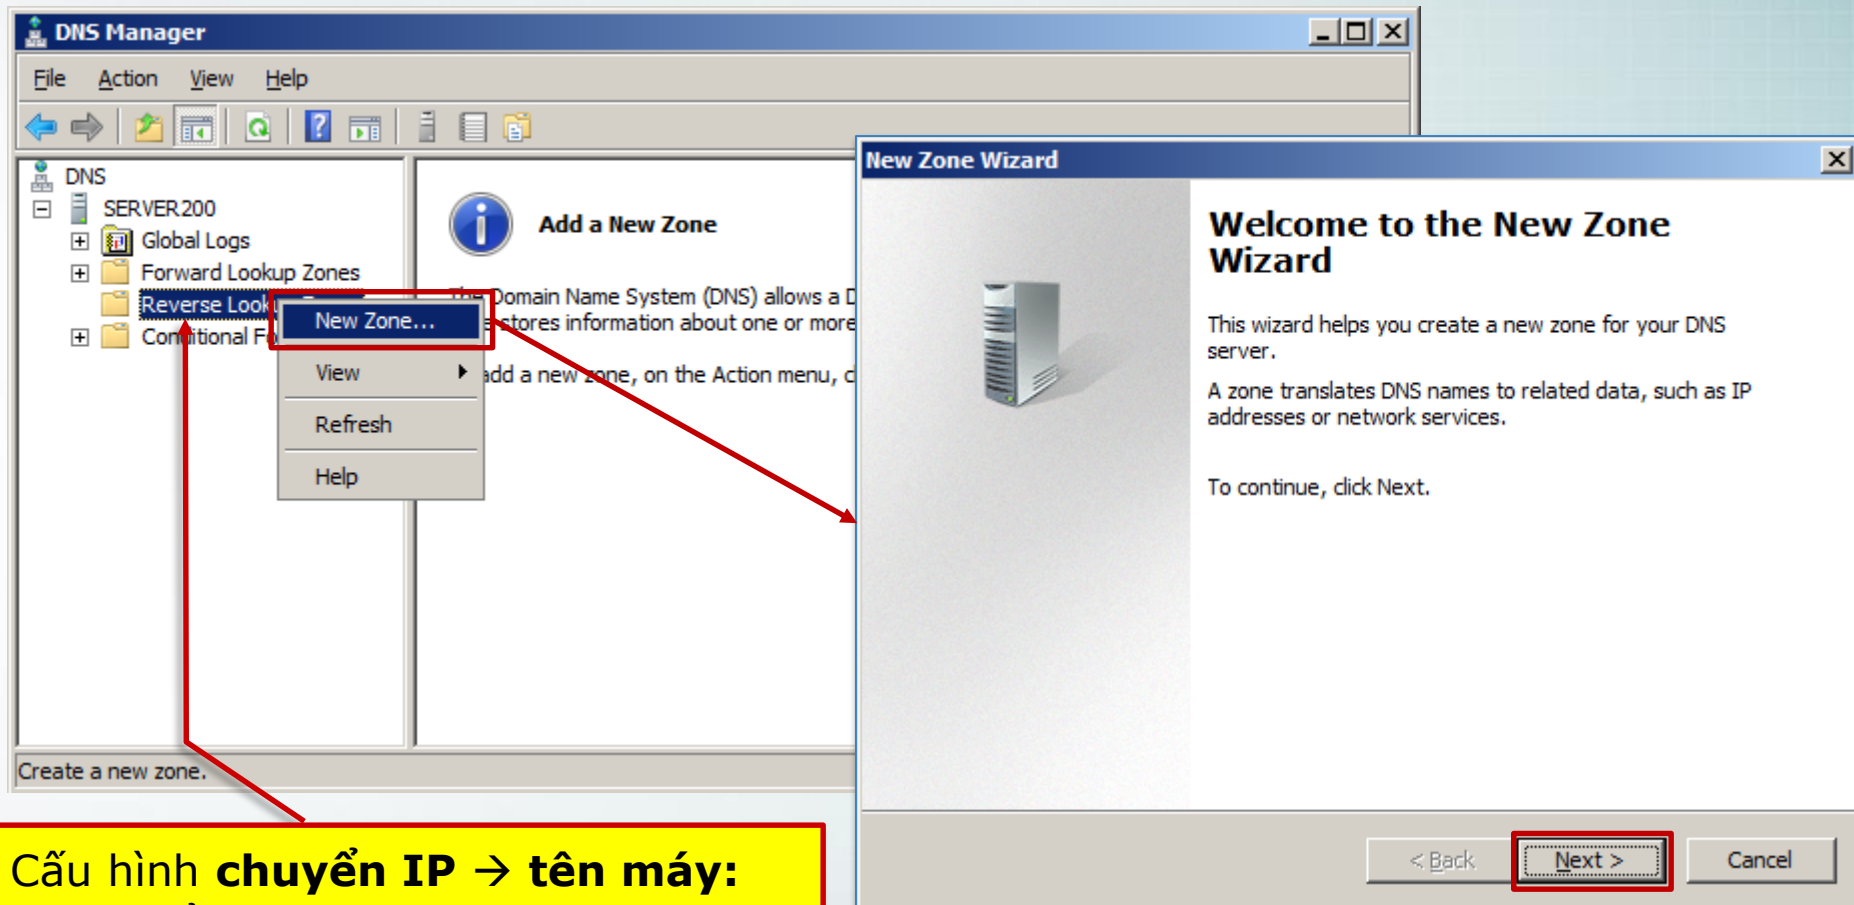 DNS Manager
File Action View Help
DNS
SERVER200
Global Logs
Forward Lookup Zones
Reverse Look
Conditional F
New Zone...
View
Refresh
Help
Add a New Zone
The Domain Name System (DNS) allows a D
stores information about one or more
add a new zone, on the Action menu, c
Create a new zone.
New Zone Wizard
Welcome to the New Zone
Wizard
This wizard helps you create a new zone for your DNS
server.
A zone translates DNS names to related data, such as IP
addresses or network services.
To continue, click Next.
< Back Next > Cancel
Cấu hình chuyển IP → tên máy: